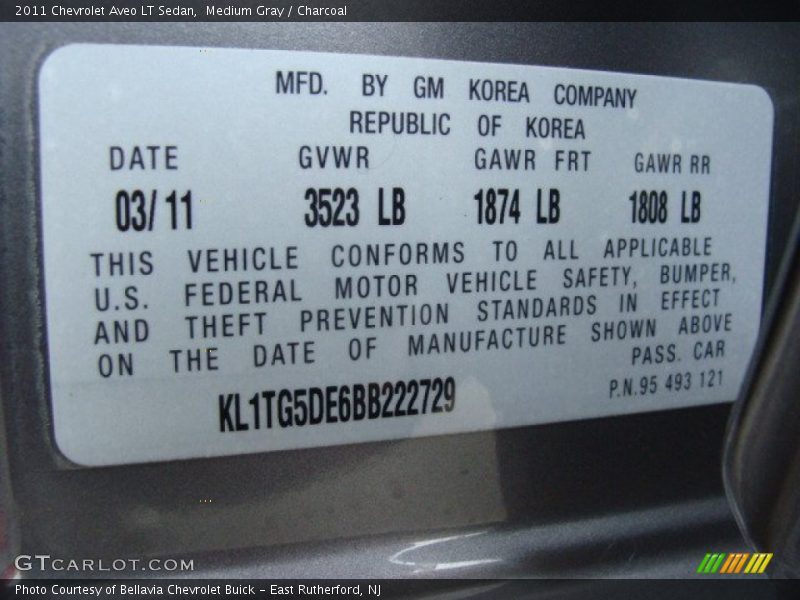 2011 Chevrolet Aveo LT Sedan,  Medium Gray / Charcoal
MFD. BY GM KOREA COMPANY
REPUBLIC OF KOREA
DATE GVWR GAWR FRT GAWR RR
03/11 3523 LB 1874 LB 1808 LB
THIS VEHICLE CONFORMS TO ALL APPLICABLE
U.S. FEDERAL MOTOR VEHICLE SAFETY, BUMPER,
AND THEFT PREVENTION STANDARDS IN EFFECT
ON THE DATE OF MANUFACTURE SHOWN ABOVE
PASS. CAR
KL1TG5DE6BB222729 P.N.95 493 121
GTCARLOT.COM
Photo Courtesy of Bellavia Chevrolet Buick - East Rutherford, NJ